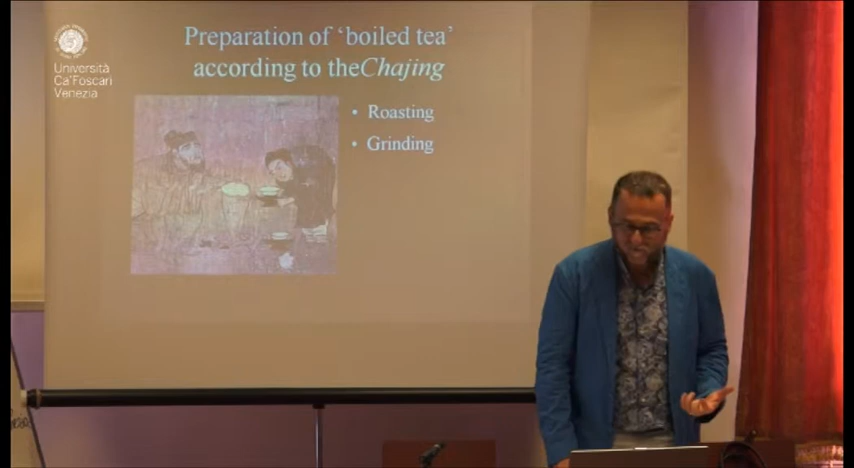 Università
Ca'Foscari
Venezia
Preparation of 'boiled tea'
according to theChajing
• Roasting
• Grinding